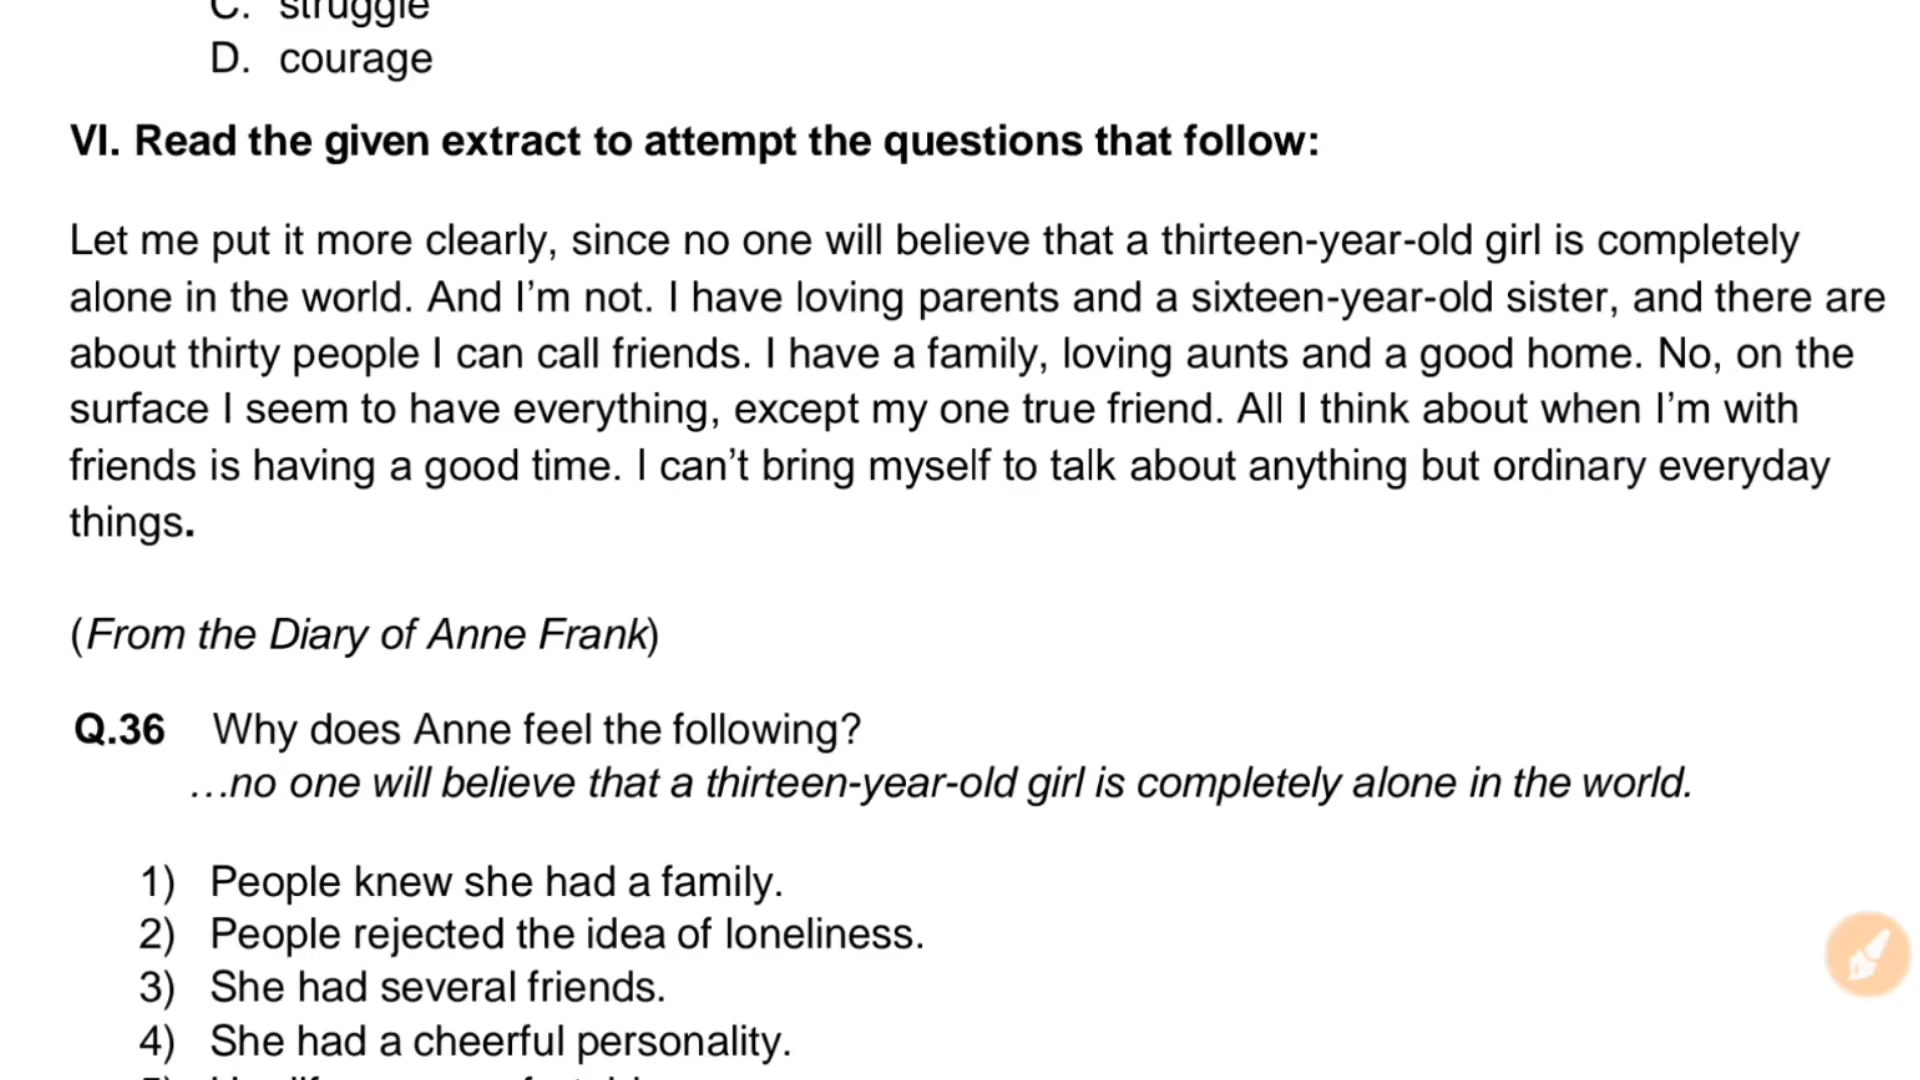 C. struggle
D. courage
VI. Read the given extract to attempt the questions that follow:
Let me put it more clearly, since no one will believe that a thirteen-year-old girl is completely
alone in the world. And I'm not. I have loving parents and a sixteen-year-old sister, and there are
about thirty people I can call friends. I have a family, loving aunts and a good home. No, on the
surface I seem to have everything, except my one true friend. All I think about when I'm with
friends is having a good time. I can't bring myself to talk about anything but ordinary everyday
things.
(From the Diary of Anne Frank)
Q.36 Why does Anne feel the following?
…no one will believe that a thirteen-year-old girl is completely alone in the world.
1) People knew she had a family.
2) People rejected the idea of loneliness.
3) She had several friends.
4) She had a cheerful personality.